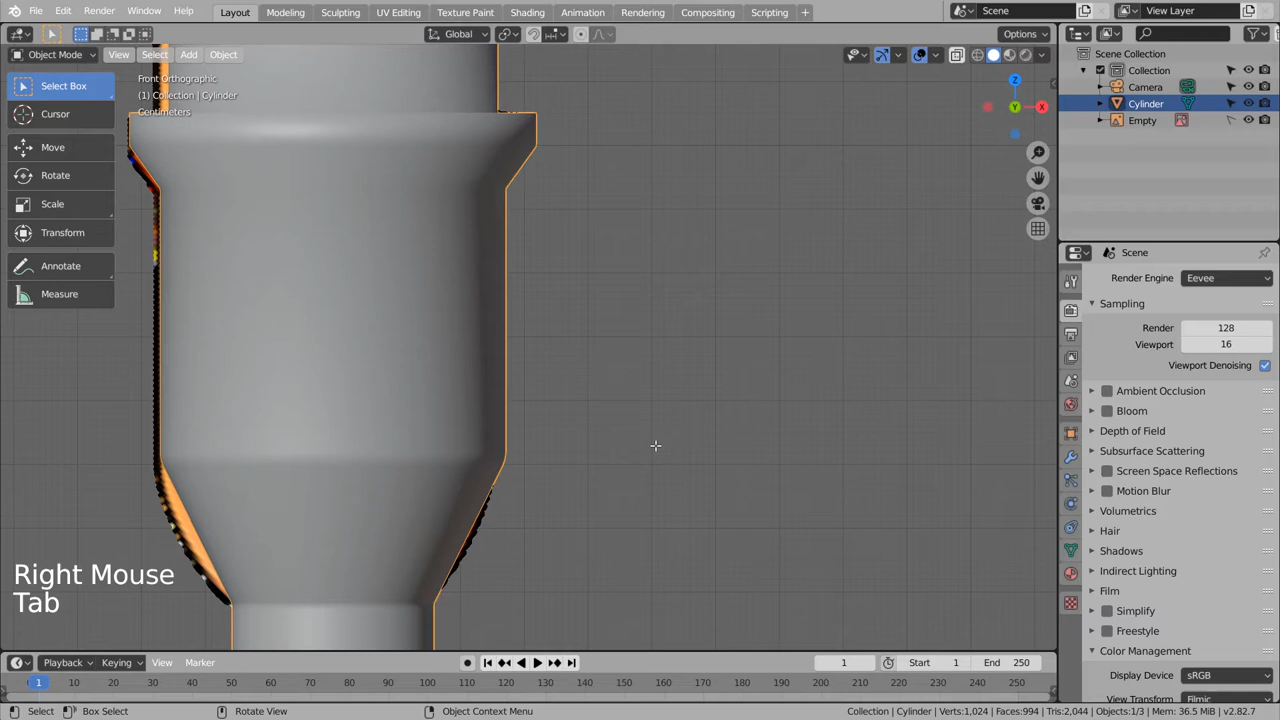 File Edit Render Window Help Layout Modeling Sculpting UV Editing Texture Paint Shading Animation Rendering Compositing Scripting + Scene View Layer
Global Options
Object Mode View Select Add Object
Select Box
Cursor
Move
Rotate
Scale
Transform
Annotate
Measure
Front Orthographic
(1) Collection | Cylinder
Centimeters
Z
Y
X
Right Mouse
Tab
Scene Collection
Collection
Camera
Cylinder
Empty
Scene
Render Engine Eevee
Sampling
Render 128
Viewport 16
Viewport Denoising
Ambient Occlusion
Bloom
Depth of Field
Subsurface Scattering
Screen Space Reflections
Motion Blur
Volumetrics
Hair
Shadows
Indirect Lighting
Film
Simplify
Freestyle
Color Management
Display Device sRGB
View Transform Filmic
Playback Keying View Marker 1 Start 1 End 250
1 10 20 30 40 50 60 70 80 90 100 110 120 130 140 150 160 170 180 190 200 210 220 230 240 250
Select Box Select Rotate View Object Context Menu Collection | Cylinder | Verts:1,024 | Faces:994 | Tris:2,044 | Objects:1/3 | Mem: 36.5 MiB | v2.82.7